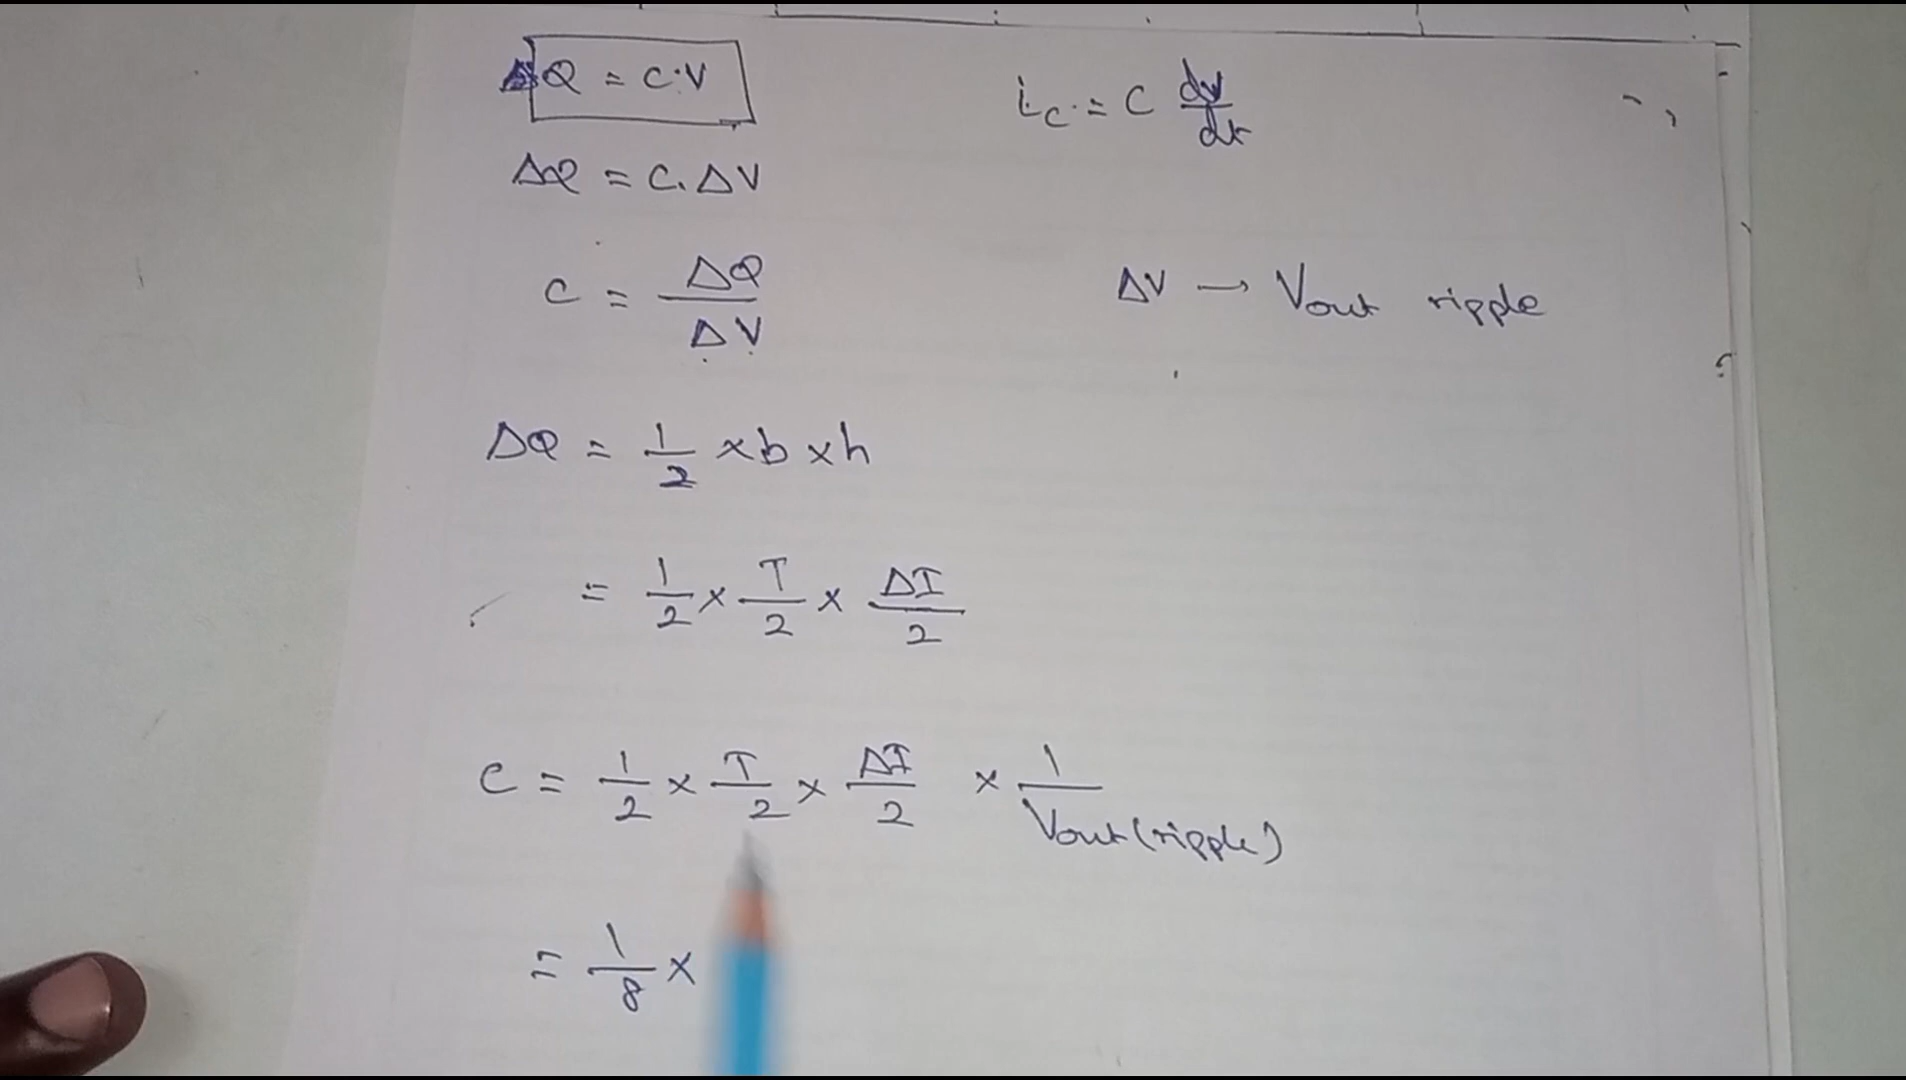 Q = C.V
i_c = C dv/dt
ΔQ = C. ΔV
C = ΔQ/ΔV
ΔV → Vout ripple
ΔQ = 1/2 × b × h
= 1/2 × T/2 × ΔI/2
C = 1/2 × T/2 × ΔI/2 × 1/Vout(ripple)
= 1/8 ×